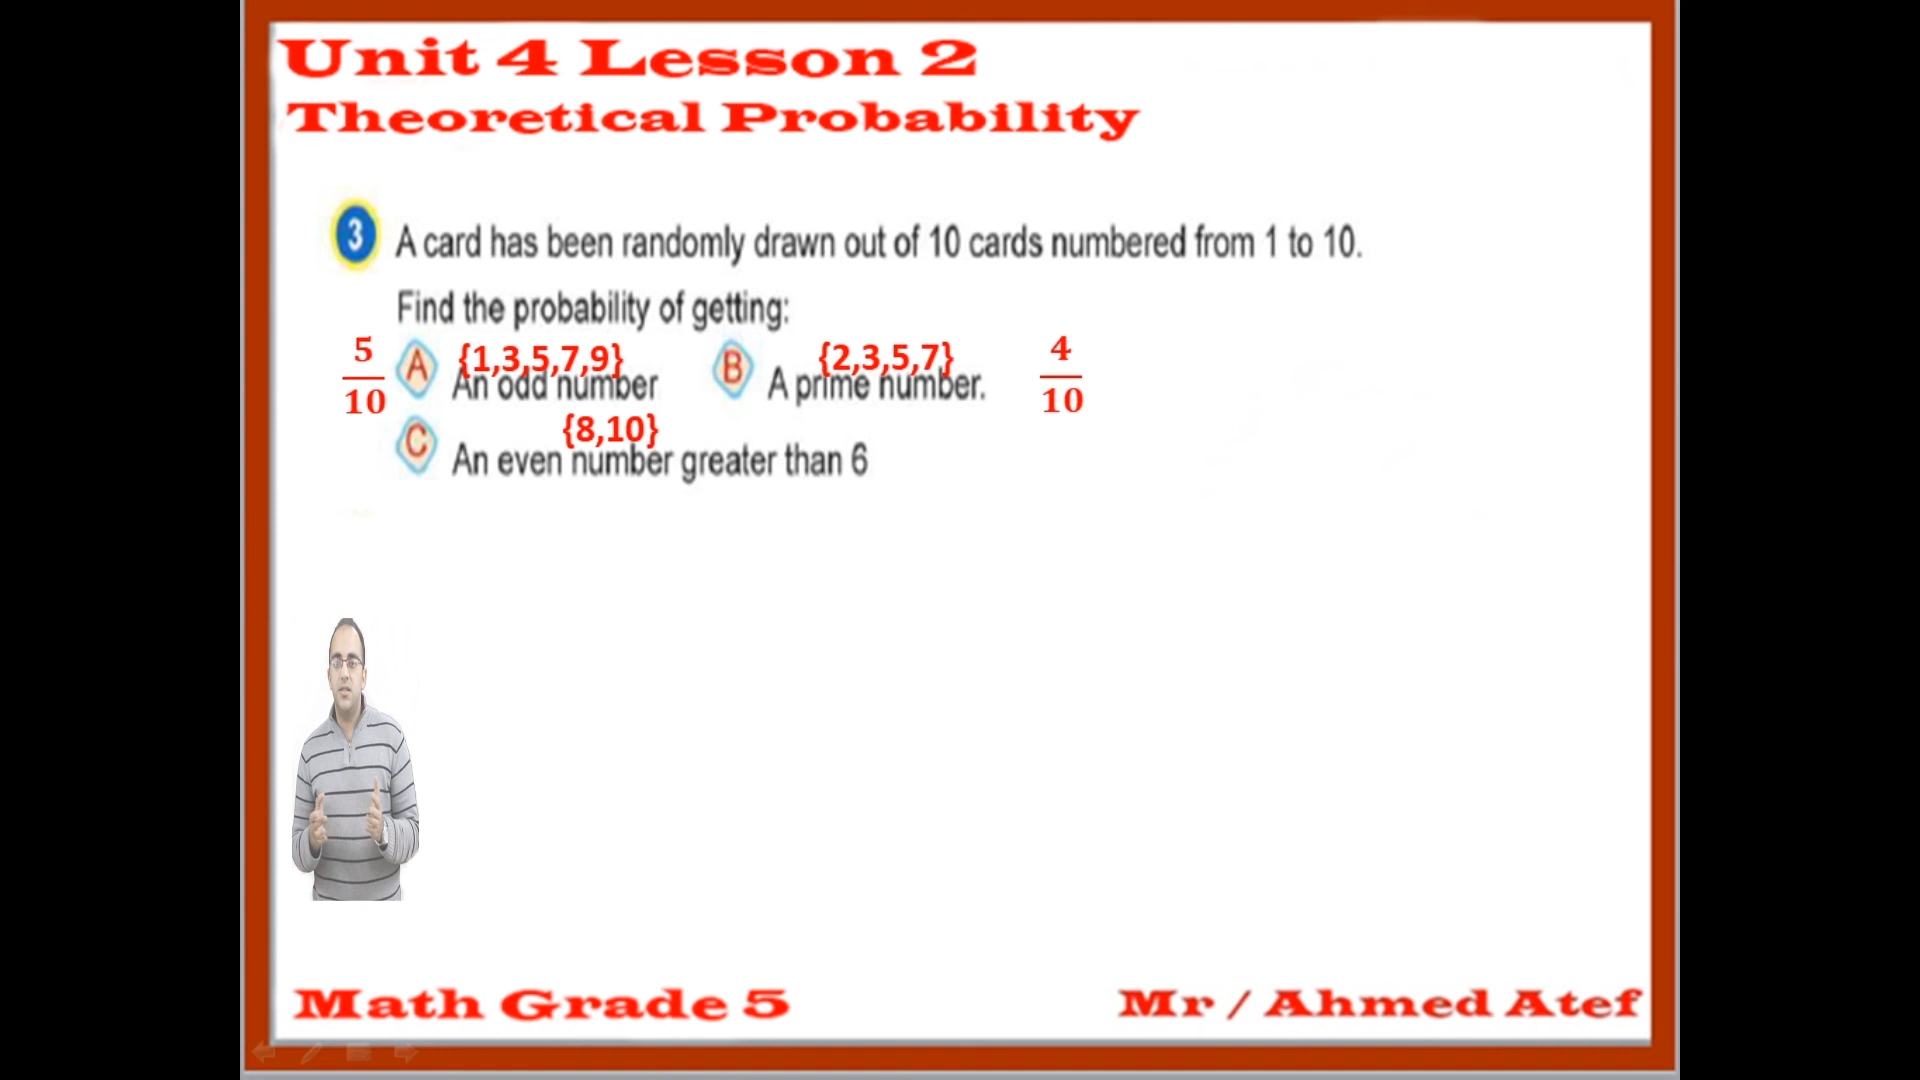 Unit 4 Lesson 2
Theoretical Probability
3 A card has been randomly drawn out of 10 cards numbered from 1 to 10.
Find the probability of getting:
5/10 A {1,3,5,7,9} An odd number B {2,3,5,7} A prime number. 4/10
C {8,10} An even number greater than 6
Math Grade 5
Mr / Ahmed Atef